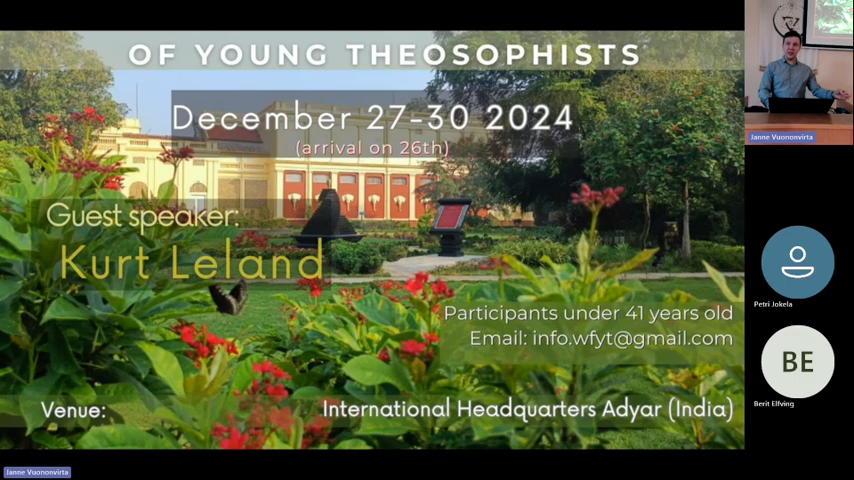 OF YOUNG THEOSOPHISTS
December 27-30 2024
(arrival on 26th)
Guest speaker:
Kurt Leland
Participants under 41 years old
Email: info.wfyt@gmail.com
Venue:
International Headquarters Adyar (India)
Janne Vuononvirta
Janne Vuononvirta
Petri Jokela
BE
Berit Elfving